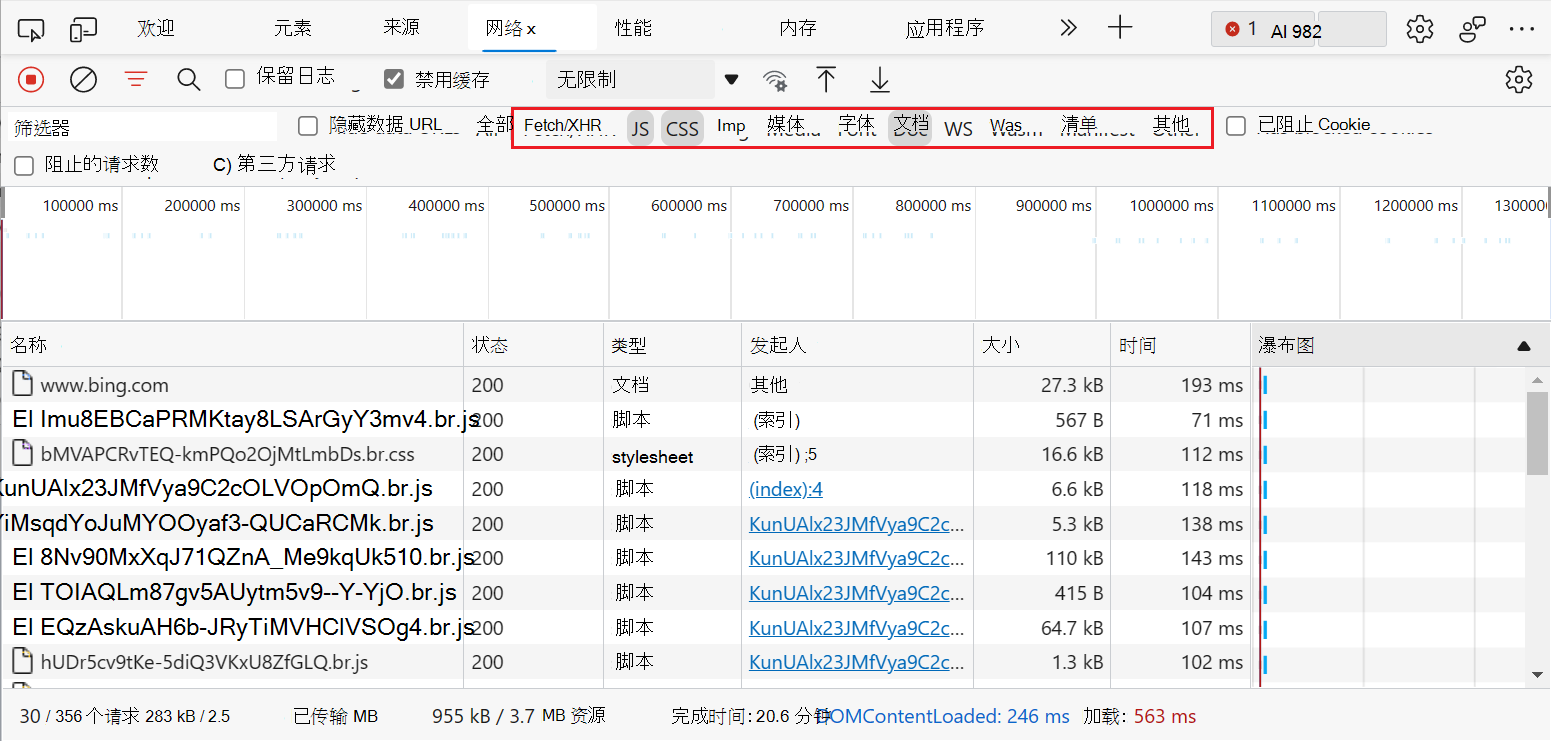 欢迎 元素 来源 网络 x 性能 内存 应用程序 1 AI 982
保留日志 禁用缓存 无限制
筛选器 隐藏数据 URL 全部 Fetch/XHR JS CSS Img 媒体 字体 文档 WS Was 清单 其他 已阻止 Cookie
阻止的请求数 C) 第三方请求
100000 ms 200000 ms 300000 ms 400000 ms 500000 ms 600000 ms 700000 ms 800000 ms 900000 ms 1000000 ms 1100000 ms 1200000 ms 130000
名称 状态 类型 发起人 大小 时间 瀑布图
www.bing.com 200 文档 其他 27.3 kB 193 ms
El Imu8EBCaPRMKtay8LSArGyY3mv4.br.js 200 脚本 (索引) 567 B 71 ms
bMVAPCRvTEQ-kmPQo2OjMtLmbDs.br.css 200 stylesheet (索引) ;5 16.6 kB 112 ms
KunUAlx23JMfVya9C2cOLVOpOmQ.br.js 200 脚本 (index):4 6.6 kB 118 ms
YiMsqdYoJuMYOOyaf3-QUCaRCMk.br.js 200 脚本 KunUAlx23JMfVya9C2c... 5.3 kB 138 ms
El 8Nv90MxXqJ71QZnA_Me9kqUk510.br.js 200 脚本 KunUAlx23JMfVya9C2c... 110 kB 143 ms
El TOIAQLm87gv5AUytm5v9--Y-YjO.br.js 200 脚本 KunUAlx23JMfVya9C2c... 415 B 104 ms
El EQzAskuAH6b-JRyTiMVHClVSOg4.br.js 200 脚本 KunUAlx23JMfVya9C2c... 64.7 kB 107 ms
hUDr5cv9tKe-5diQ3VKxU8ZfGLQ.br.js 200 脚本 KunUAlx23JMfVya9C2c... 1.3 kB 102 ms
30 / 356 个请求 283 kB / 2.5 已传输 MB 955 kB / 3.7 MB 资源 完成时间: 20.6 分钟 DOMContentLoaded: 246 ms 加载: 563 ms